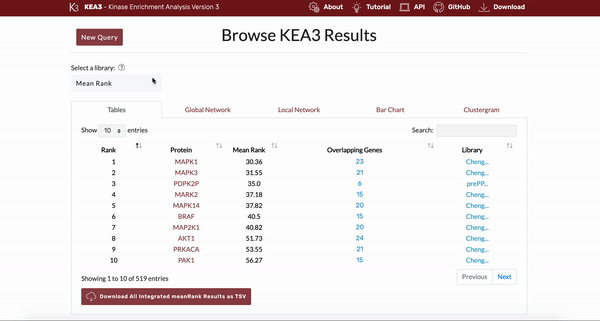 K3 KEA3 - Kinase Enrichment Analysis Version 3 About Tutorial API GitHub Download
New Query
Browse KEA3 Results
Select a library: ?
Mean Rank
Tables Global Network Local Network Bar Chart Clustergram
Show 10 entries Search:
Rank Protein Mean Rank Overlapping Genes Library
1 MAPK1 30.36 23 Cheng...
2 MAPK3 31.55 21 Cheng...
3 PDPK2P 35.0 6 prePP...
4 MARK2 37.18 15 Cheng...
5 MAPK14 37.82 20 Cheng...
6 BRAF 40.5 15 Cheng...
7 MAP2K1 40.82 20 Cheng...
8 AKT1 51.73 24 Cheng...
9 PRKACA 53.55 21 Cheng...
10 PAK1 56.27 15 Cheng...
Showing 1 to 10 of 519 entries Previous Next
Download All Integrated meanRank Results as TSV